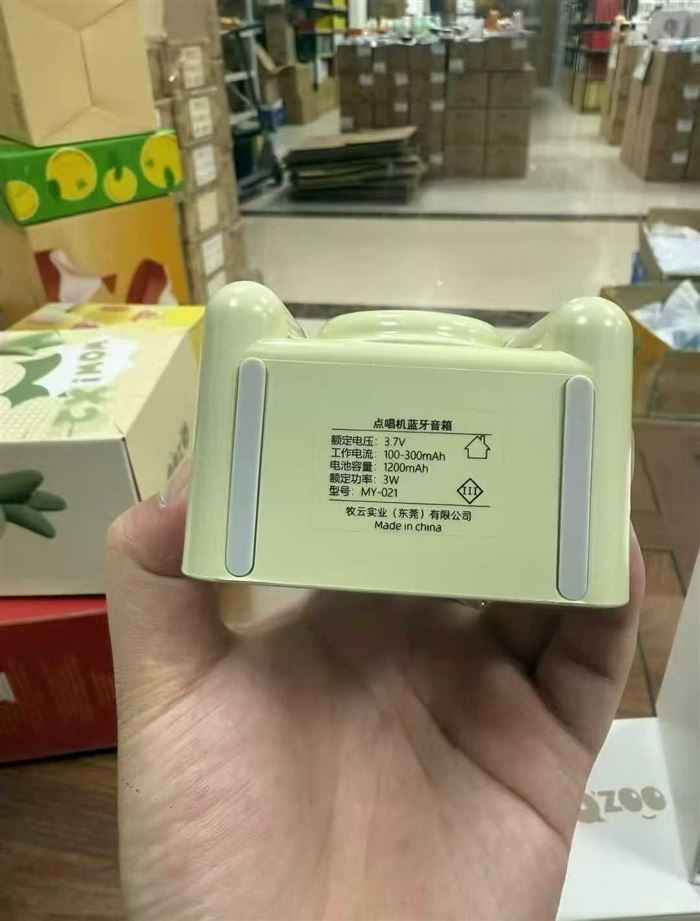 点唱机蓝牙音箱
额定电压：3.7V
工作电流：100-300mAh
电池容量：1200mAh
额定功率：3W
型号：MY-021
III
牧云实业（东莞）有限公司
Made in china
QZOO